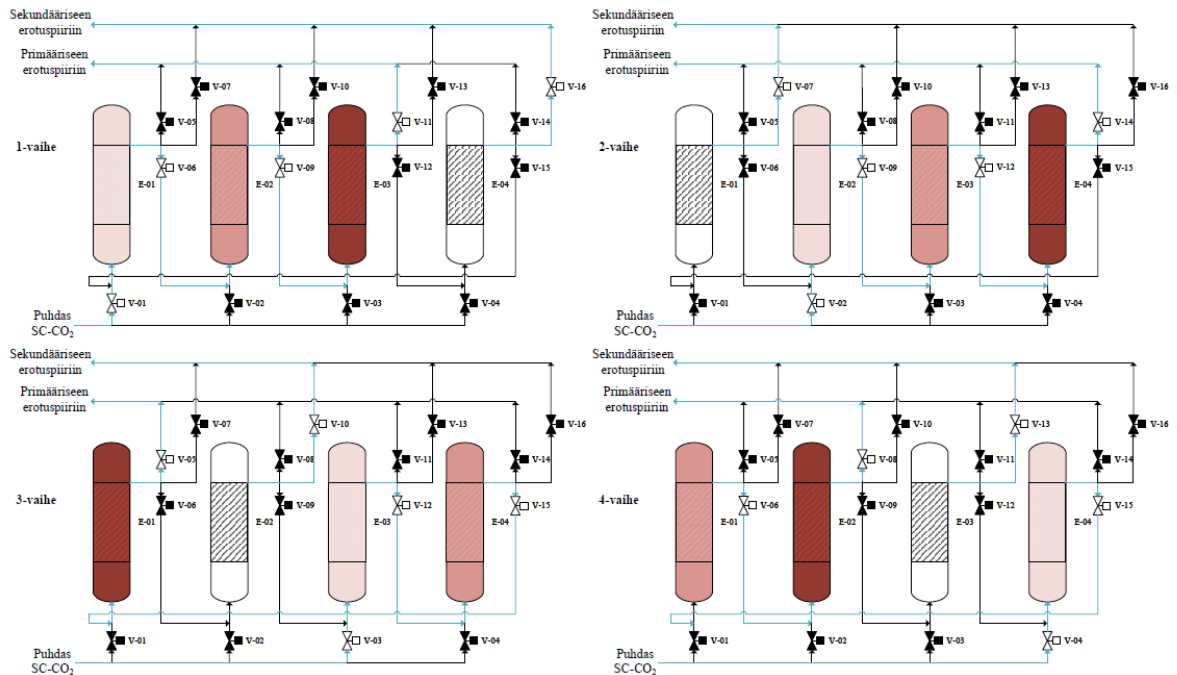 Sekundääriseen
erotuspiiriin
Primääriseen
erotuspiiriin
V-07
V-10
V-13
V-16
V-05
V-08
V-11
V-14
1-vaihe
V-06
V-09
V-12
V-15
E-01
E-02
E-03
E-04
V-01
V-02
V-03
V-04
Puhdas
SC-CO₂
Sekundääriseen
erotuspiiriin
Primääriseen
erotuspiiriin
V-07
V-10
V-13
V-16
V-05
V-08
V-11
V-14
2-vaihe
V-06
V-09
V-12
V-15
E-01
E-02
E-03
E-04
V-01
V-02
V-03
V-04
Puhdas
SC-CO₂
Sekundääriseen
erotuspiiriin
Primääriseen
erotuspiiriin
V-07
V-10
V-13
V-16
V-05
V-08
V-11
V-14
3-vaihe
V-06
V-09
V-12
V-15
E-01
E-02
E-03
E-04
V-01
V-02
V-03
V-04
Puhdas
SC-CO₂
Sekundääriseen
erotuspiiriin
Primääriseen
erotuspiiriin
V-07
V-10
V-13
V-16
V-05
V-08
V-11
V-14
4-vaihe
V-06
V-09
V-12
V-15
E-01
E-02
E-03
E-04
V-01
V-02
V-03
V-04
Puhdas
SC-CO₂